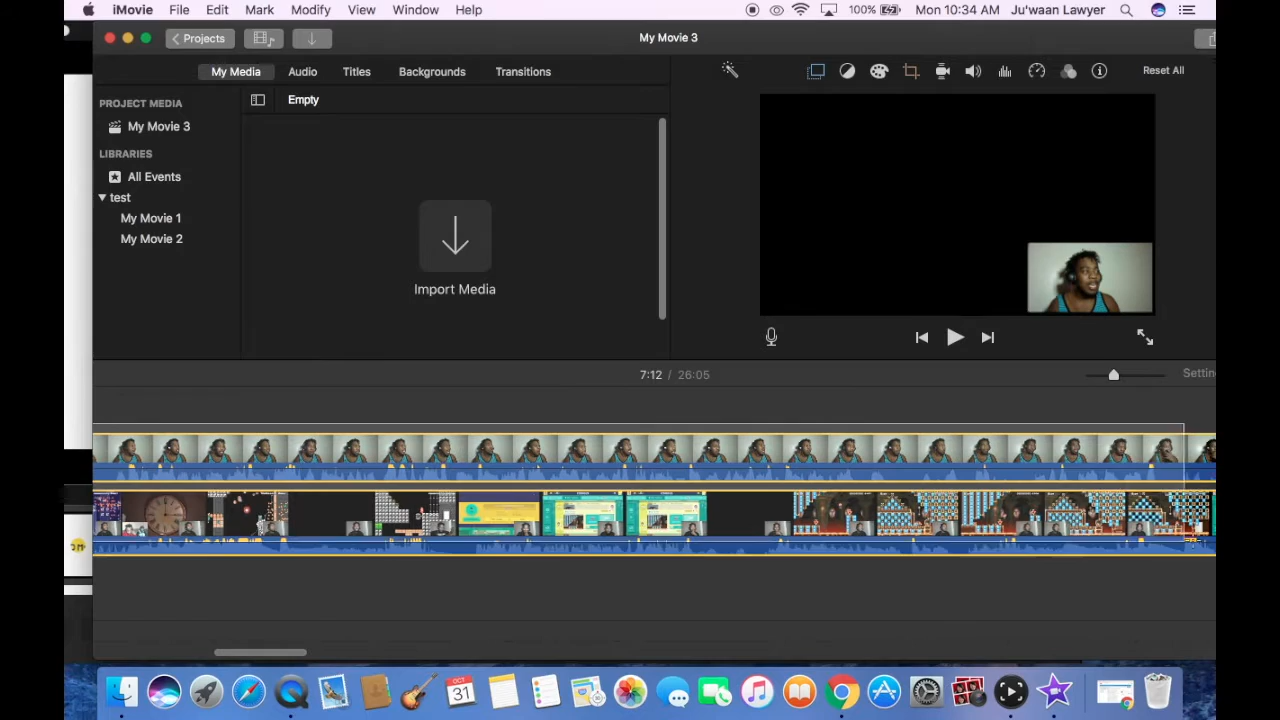 iMovie File Edit Mark Modify View Window Help 100% Mon 10:34 AM Ju'waan Lawyer
Projects My Movie 3
My Media Audio Titles Backgrounds Transitions Reset All
PROJECT MEDIA Empty
My Movie 3
LIBRARIES
All Events
test
My Movie 1
My Movie 2
Import Media
7:12 / 26:05 Settin
OCT
31